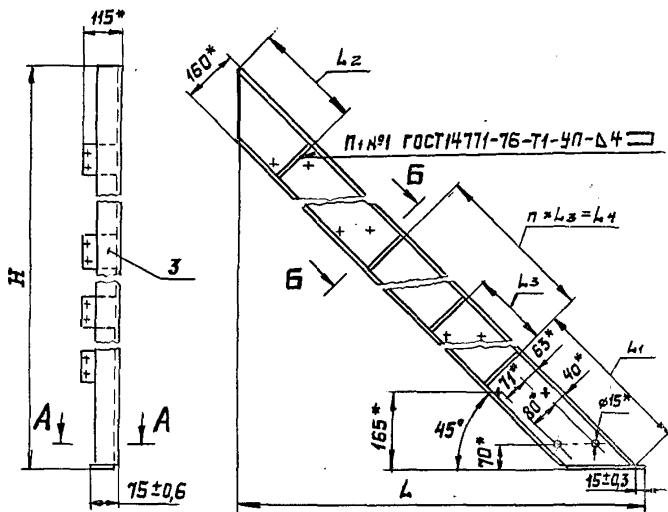 115*
160*
L2
П1 №1 ГОСТ14771-76-Т1-УП-Δ4
Б
H
3
Б
п × L3 = L4
L3
L1
63*
71*
40*
80*
ø15*
A
A
165*
45°
70*
75±0,6
L
15±0,3